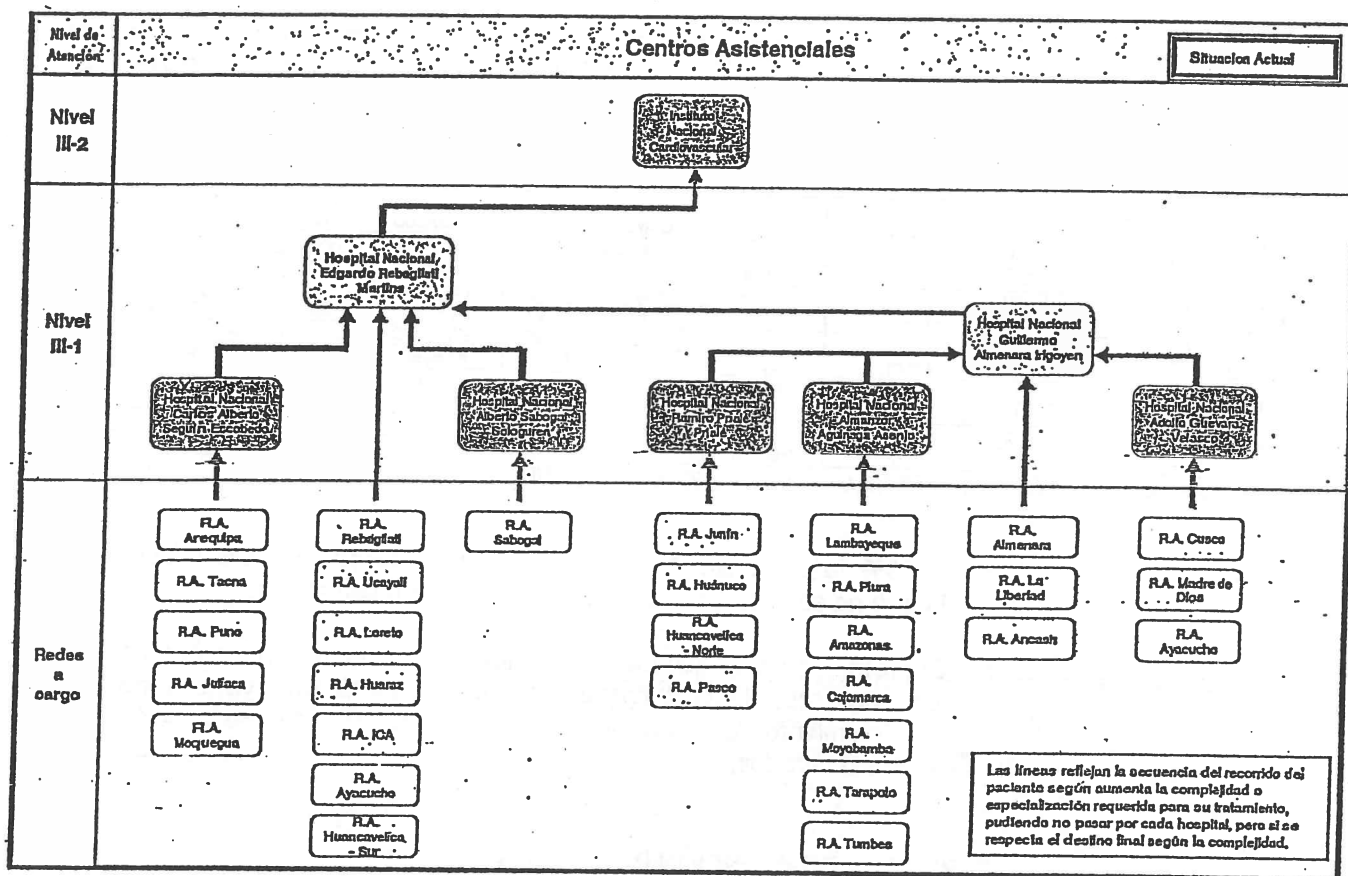 Nivel de
Atención
Centros Asistenciales
Situacion Actual
Nivel
III-2
Instituto
Nacional
Cardiovascular
Nivel
III-1
Hospital Nacional
Edgardo Rebagliati
Martins
Hospital Nacional
Guillermo
Almenara Irigoyen
Hospital Nacional
Carlos Alberto
Seguín Escobedo
Hospital Nacional
Alberto Sabogal
Sologuren
Hospital Nacional
Ramiro Prialé
Prialé
Hospital Nacional
Almanzor
Aguinaga Asenjo
Hospital Nacional
Adolfo Guevara
Velasco
Redes
a
cargo
R.A.
Arequipa
R.A. Tacna
R.A. Puno
R.A. Juliaca
R.A.
Moquegua
R.A.
Rebagliati
R.A. Ucayali
R.A. Loreto
R.A. Huaraz
R.A. ICA
R.A.
Ayacucho
R.A.
Huancavelica
- Sur
R.A.
Sabogal
R.A. Junín
R.A. Huánuco
R.A.
Huancavelica
- Norte
R.A. Pasco
R.A.
Lambayeque
R.A. Piura
R.A.
Amazonas
R.A.
Cajamarca
R.A.
Moyobamba
R.A. Tarapoto
R.A. Tumbes
R.A.
Almenara
R.A. La
Libertad
R.A. Ancash
R.A. Cusco
R.A. Madre de
Dios
R.A.
Ayacucho
Las líneas reflejan la secuencia del recorrido del
paciente según aumenta la complejidad o
especialización requerida para su tratamiento,
pudiendo no pasar por cada hospital, pero si se
respecta el destino final según la complejidad.